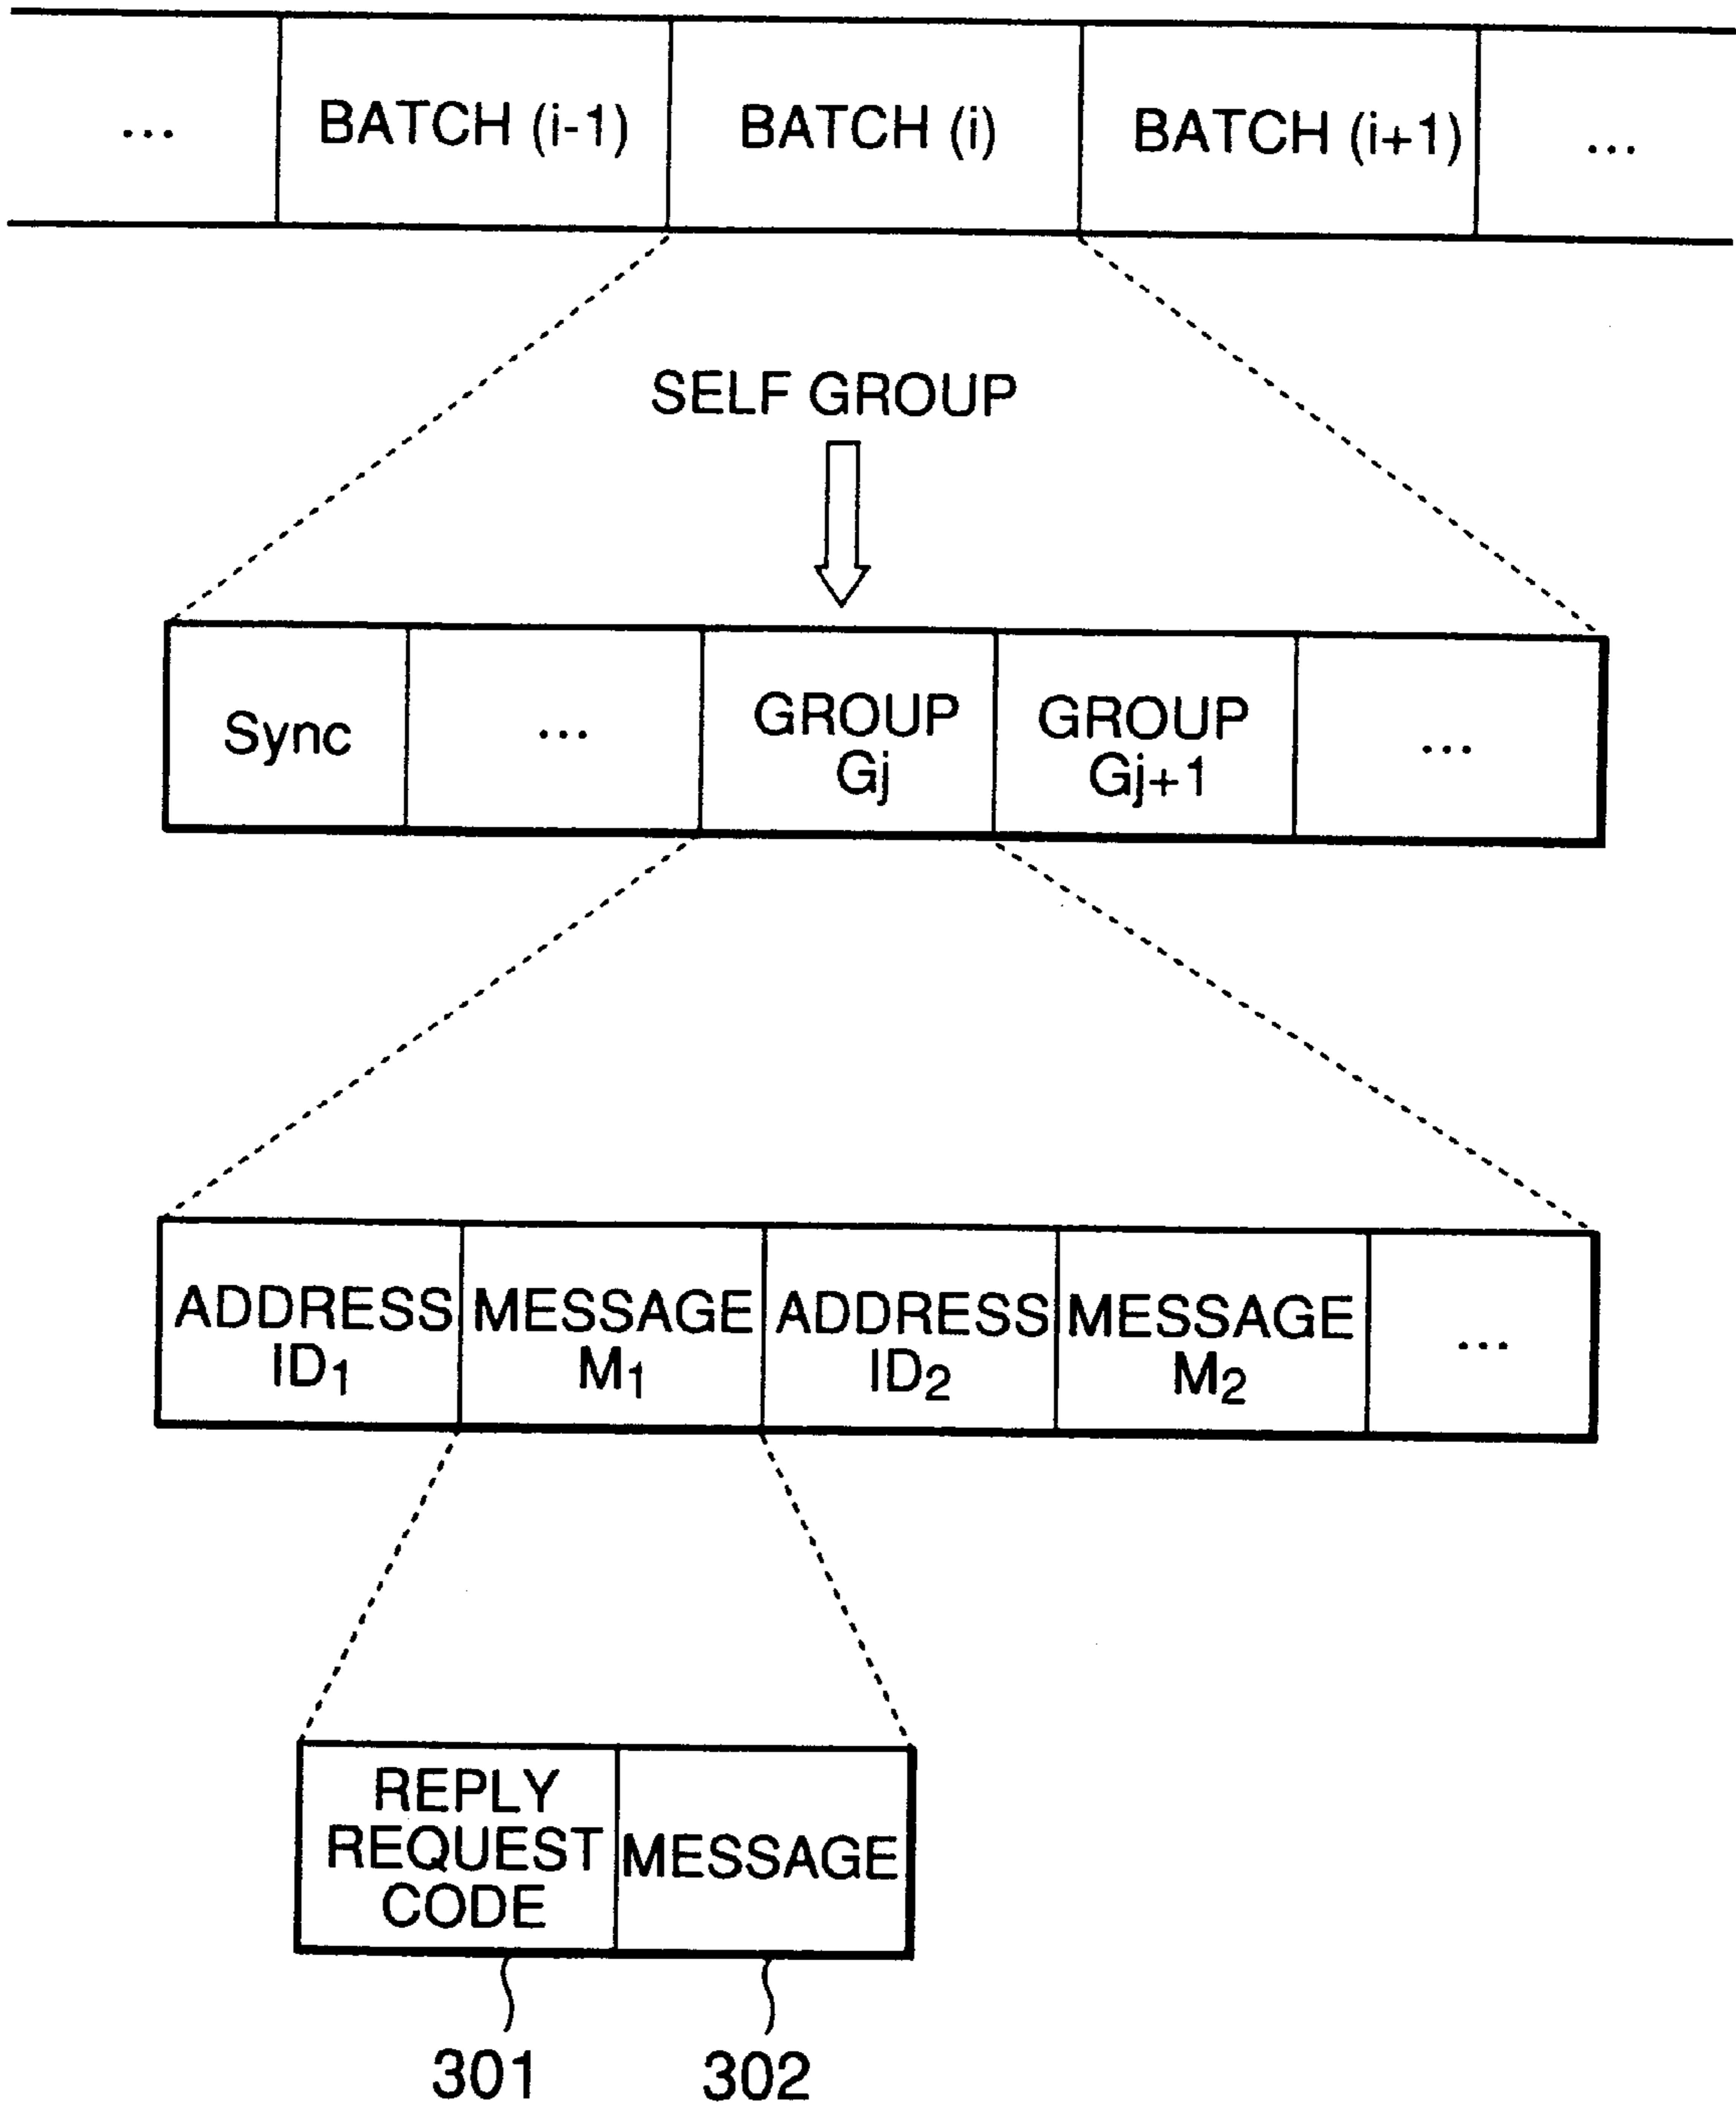 ... BATCH (i-1) BATCH (i) BATCH (i+1) ...
SELF GROUP
Sync ... GROUP Gj GROUP Gj+1 ...
ADDRESS ID1 MESSAGE M1 ADDRESS ID2 MESSAGE M2 ...
REPLY
REQUEST
CODE
MESSAGE
301 302